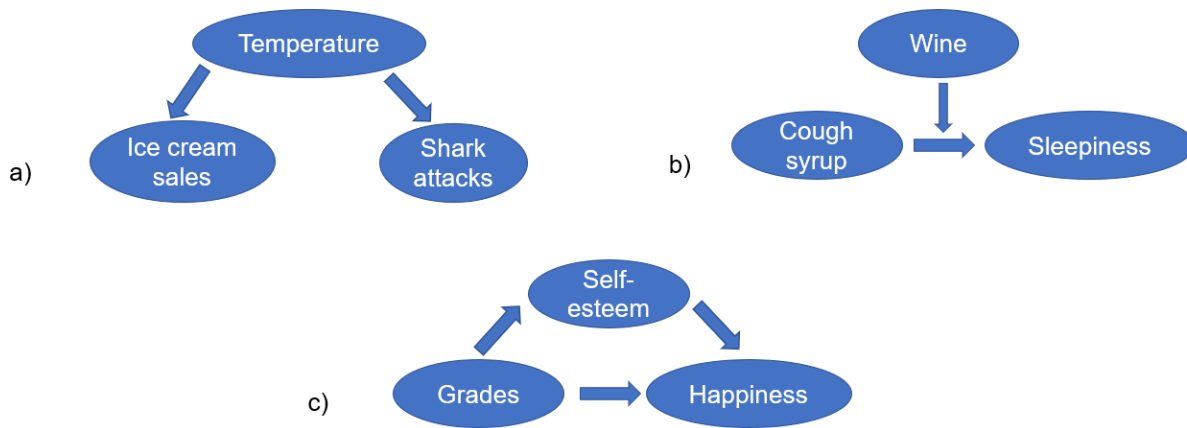 Temperature
Ice cream
sales
Shark
attacks
a)
Wine
Cough
syrup
Sleepiness
b)
Self-
esteem
Grades
Happiness
c)